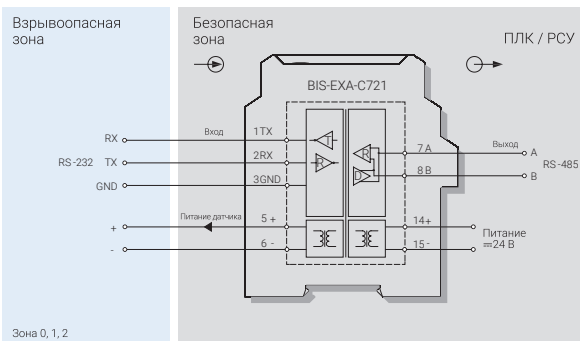 Взрывоопасная
зона
Безопасная
зона
ПЛК / РСУ
BIS-EXA-C721
RX
Вход
1TX
T
7 A
Выход
A
RS-232
TX
2RX
R
R
RS-485
GND
3GND
D
8 B
B
+
Питание датчика
5 +
14+
Питание
-
6 -
15-
24 В
Зона 0, 1, 2